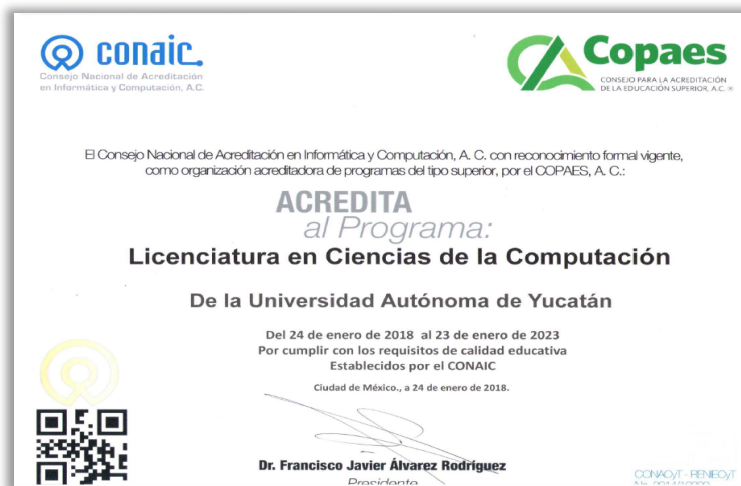 conaic.
Consejo Nacional de Acreditación
en Informática y Computación, A.C.
Copaes
CONSEJO PARA LA ACREDITACIÓN
DE LA EDUCACIÓN SUPERIOR, A.C. ®
El Consejo Nacional de Acreditación en Informática y Computación, A. C. con reconocimiento formal vigente,
como organización acreditadora de programas del tipo superior, por el COPAES, A. C.:
ACREDITA
al Programa:
Licenciatura en Ciencias de la Computación
De la Universidad Autónoma de Yucatán
Del 24 de enero de 2018 al 23 de enero de 2023
Por cumplir con los requisitos de calidad educativa
Establecidos por el CONAIC
Ciudad de México., a 24 de enero de 2018.
Dr. Francisco Javier Álvarez Rodríguez
Presidente
CONACyT - RENIECyT